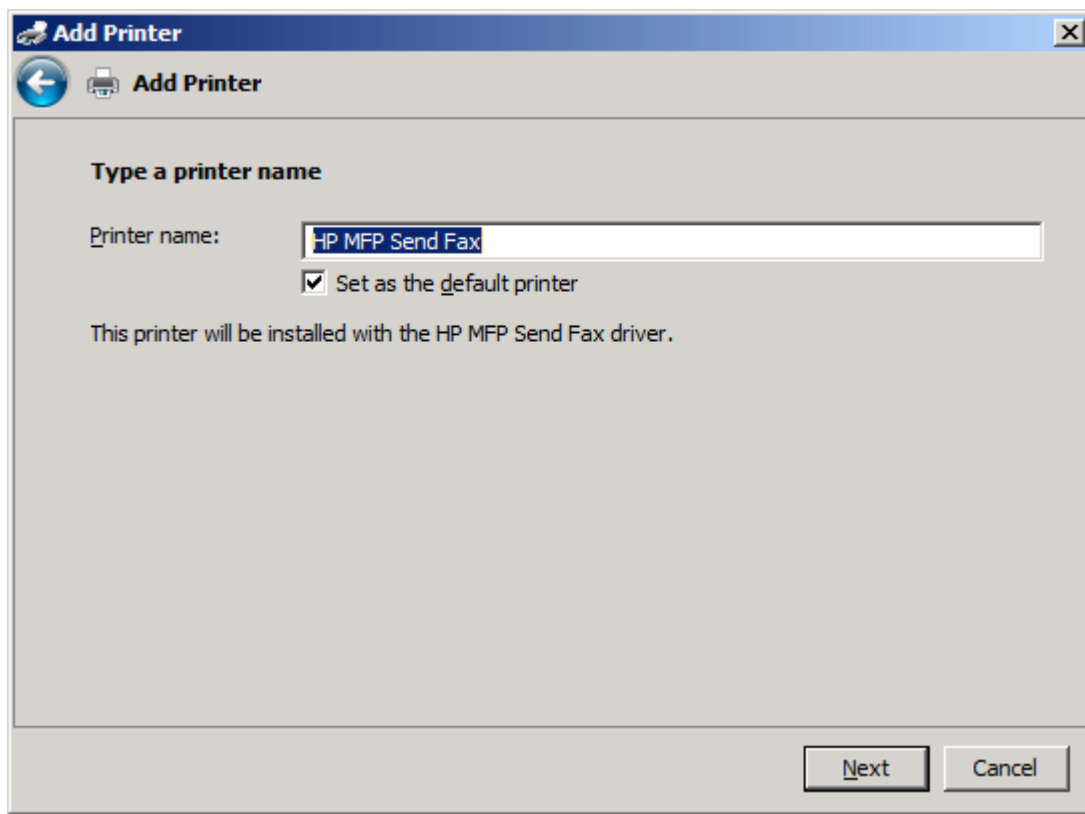 Add Printer
Add Printer
Type a printer name
Printer name: HP MFP Send Fax
Set as the default printer
This printer will be installed with the HP MFP Send Fax driver.
Next Cancel